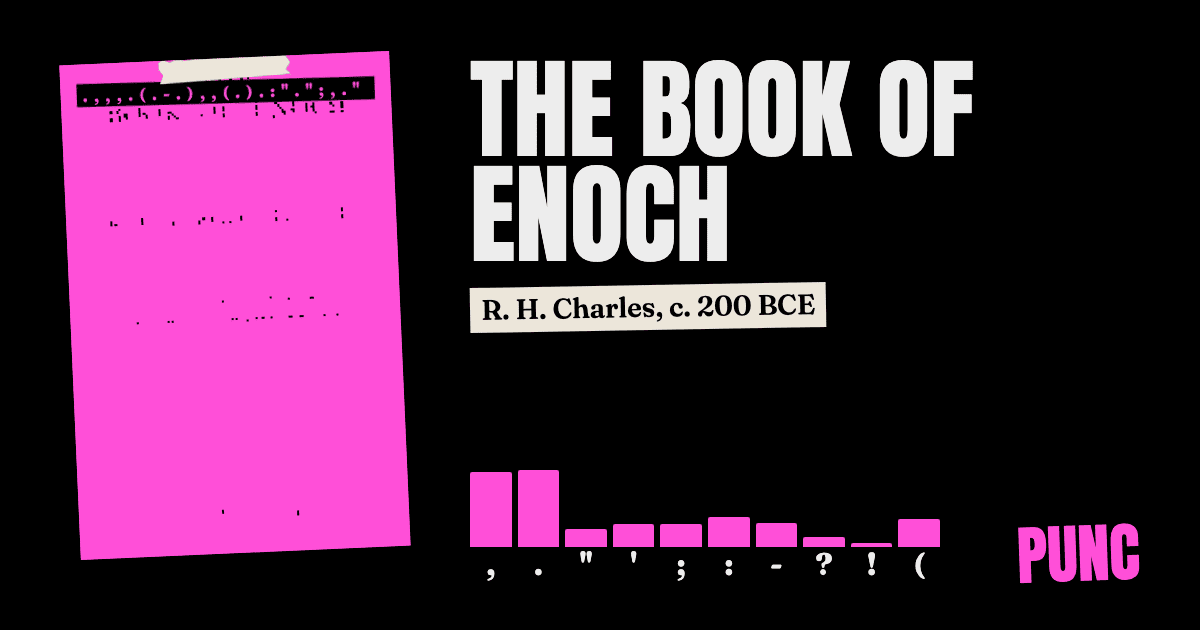 .,,,.(.-.),,(.).:".";,."
THE BOOK OF
ENOCH
R. H. Charles, c. 200 BCE
, . " ' ; : - ? ! (
PUNC